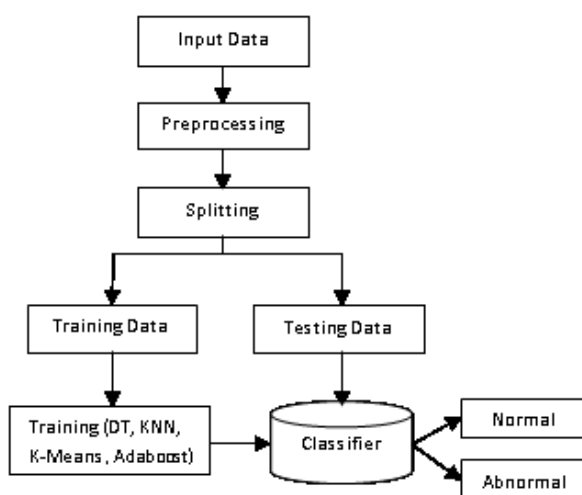 Input Data
Preprocessing
Splitting
Training Data
Testing Data
Training (DT, KNN,
K-Means, Adaboost)
Classifier
Normal
Abnormal